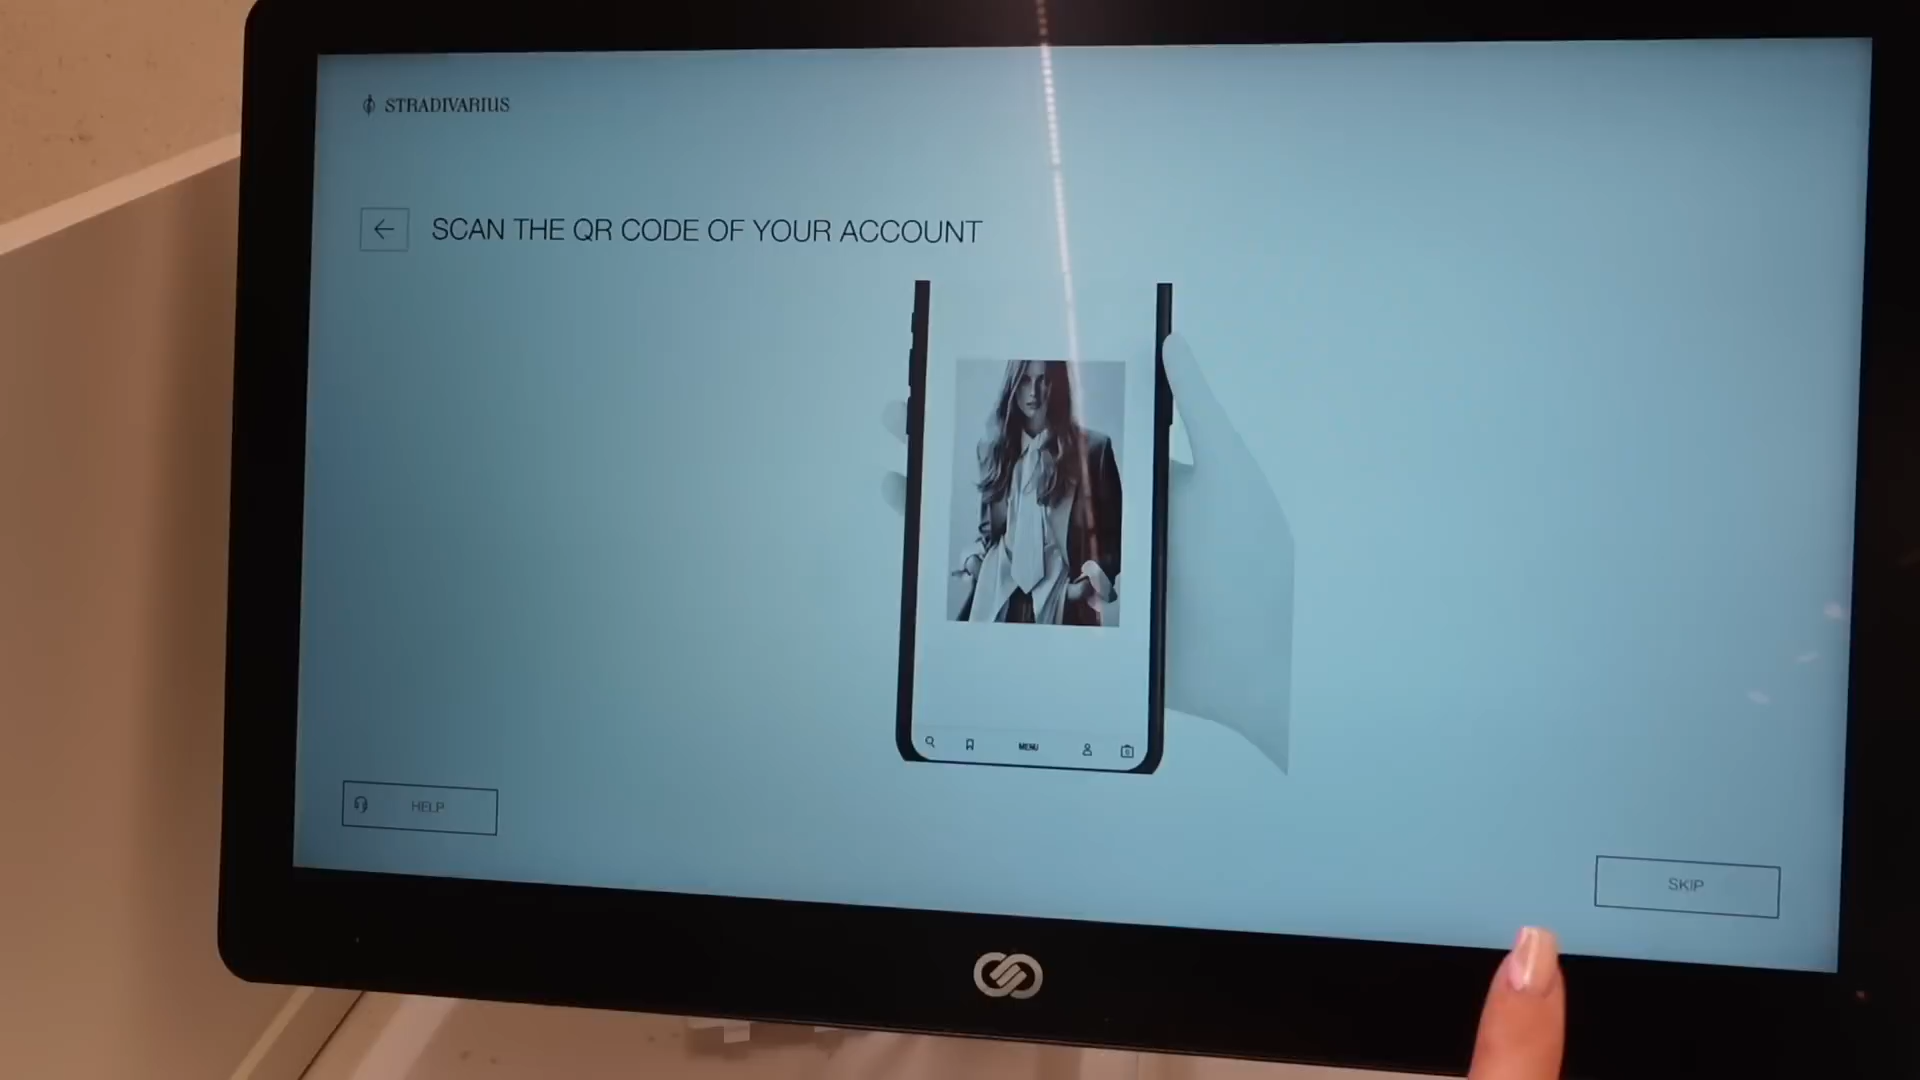 STRADIVARIUS
SCAN THE QR CODE OF YOUR ACCOUNT
MENU
HELP
SKIP